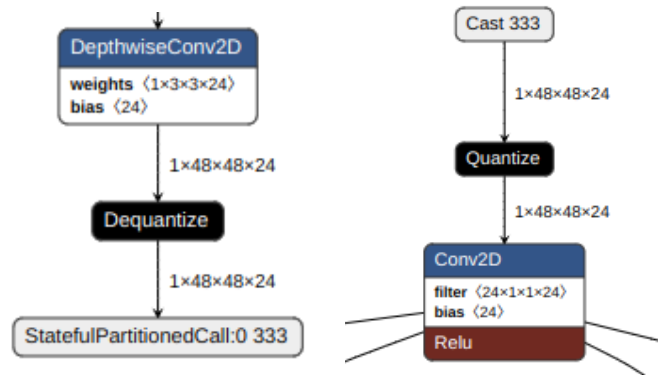 DepthwiseConv2D
weights ⟨1×3×3×24⟩
bias ⟨24⟩
1×48×48×24
Dequantize
1×48×48×24
StatefulPartitionedCall:0 333
Cast 333
1×48×48×24
Quantize
1×48×48×24
Conv2D
filter ⟨24×1×1×24⟩
bias ⟨24⟩
Relu